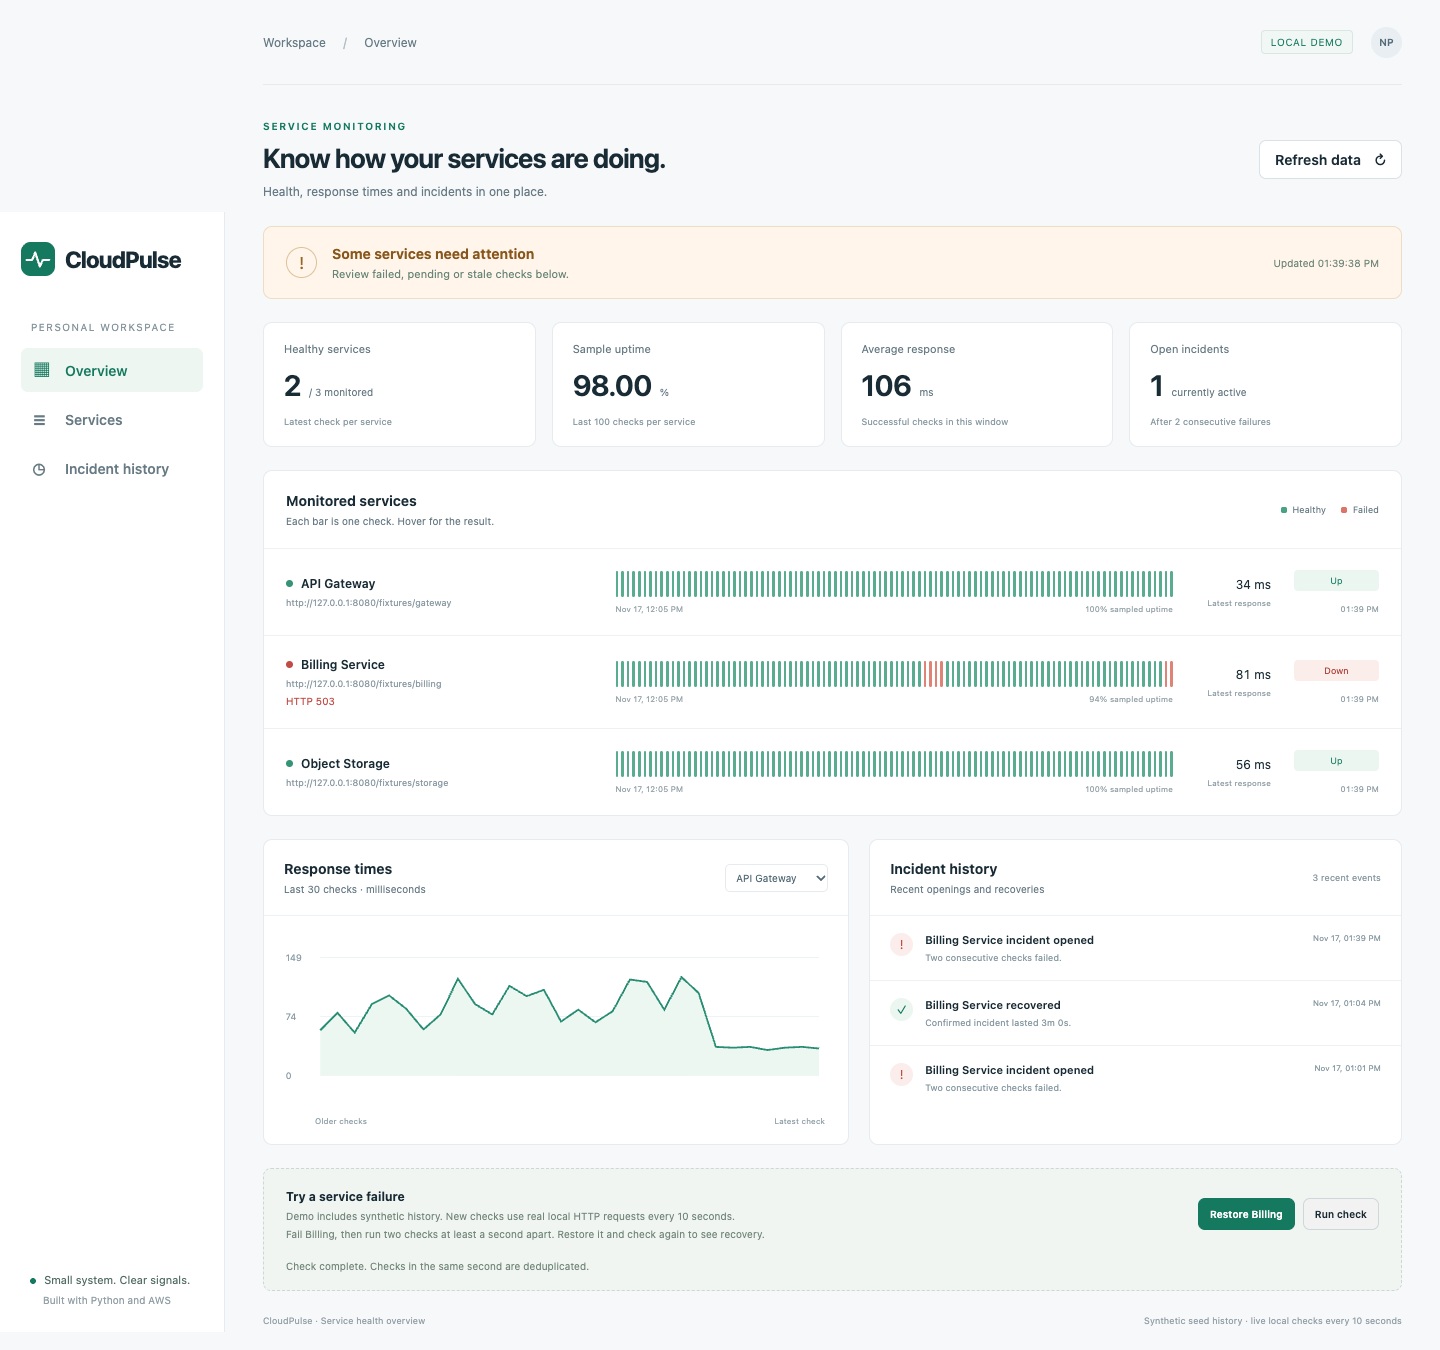 Workspace / Overview
LOCAL DEMO
NP
SERVICE MONITORING
Know how your services are doing.
Health, response times and incidents in one place.
Refresh data
CloudPulse
PERSONAL WORKSPACE
Overview
Services
Incident history
Small system. Clear signals.
Built with Python and AWS
!
Some services need attention
Review failed, pending or stale checks below.
Updated 01:39:38 PM
Healthy services
2 / 3 monitored
Latest check per service
Sample uptime
98.00 %
Last 100 checks per service
Average response
106 ms
Successful checks in this window
Open incidents
1 currently active
After 2 consecutive failures
Monitored services
Each bar is one check. Hover for the result.
Healthy
Failed
API Gateway
http://127.0.0.1:8080/fixtures/gateway
Nov 17, 12:05 PM
100% sampled uptime
34 ms
Latest response
Up
01:39 PM
Billing Service
http://127.0.0.1:8080/fixtures/billing
HTTP 503
Nov 17, 12:05 PM
94% sampled uptime
81 ms
Latest response
Down
01:39 PM
Object Storage
http://127.0.0.1:8080/fixtures/storage
Nov 17, 12:05 PM
100% sampled uptime
56 ms
Latest response
Up
01:39 PM
Response times
Last 30 checks · milliseconds
API Gateway
149
74
0
Older checks
Latest check
Incident history
Recent openings and recoveries
3 recent events
!
Billing Service incident opened
Two consecutive checks failed.
Nov 17, 01:39 PM
Billing Service recovered
Confirmed incident lasted 3m 0s.
Nov 17, 01:04 PM
!
Billing Service incident opened
Two consecutive checks failed.
Nov 17, 01:01 PM
Try a service failure
Demo includes synthetic history. New checks use real local HTTP requests every 10 seconds.
Fail Billing, then run two checks at least a second apart. Restore it and check again to see recovery.
Check complete. Checks in the same second are deduplicated.
Restore Billing
Run check
CloudPulse · Service health overview
Synthetic seed history · live local checks every 10 seconds